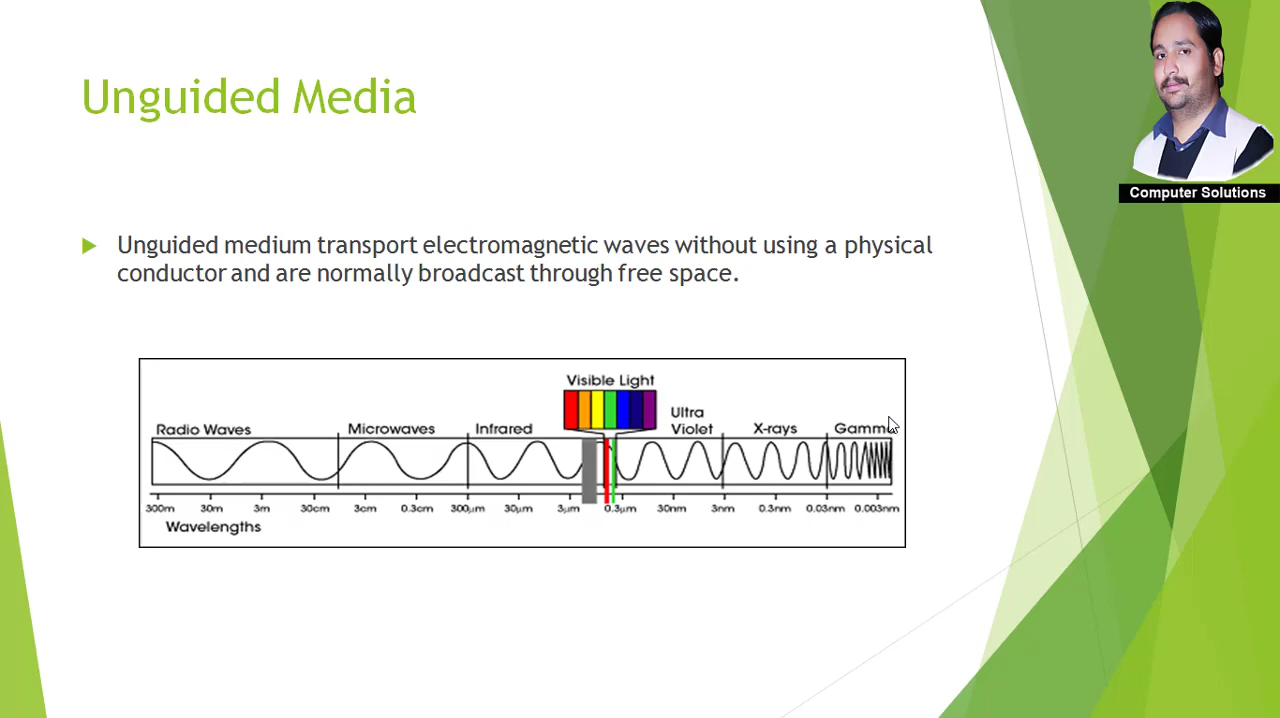 Unguided Media
Computer Solutions
Unguided medium transport electromagnetic waves without using a physical
conductor and are normally broadcast through free space.
Visible Light
Radio Waves Microwaves Infrared Ultra Violet X-rays Gamma
300m 30m 3m 30cm 3cm 0.3cm 300μm 30μm 3μm 0.3μm 30nm 3nm 0.3nm 0.03nm 0.003nm
Wavelengths